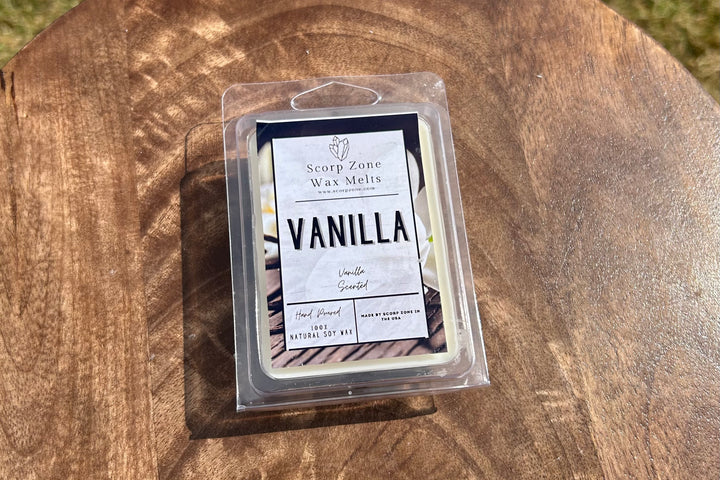 Scorp Zone
Wax Melts
www.scorpzone.com
VANILLA
Vanilla
Scented
Hand Poured
100%
NATURAL SOY WAX
MADE BY SCORP ZONE IN
THE USA